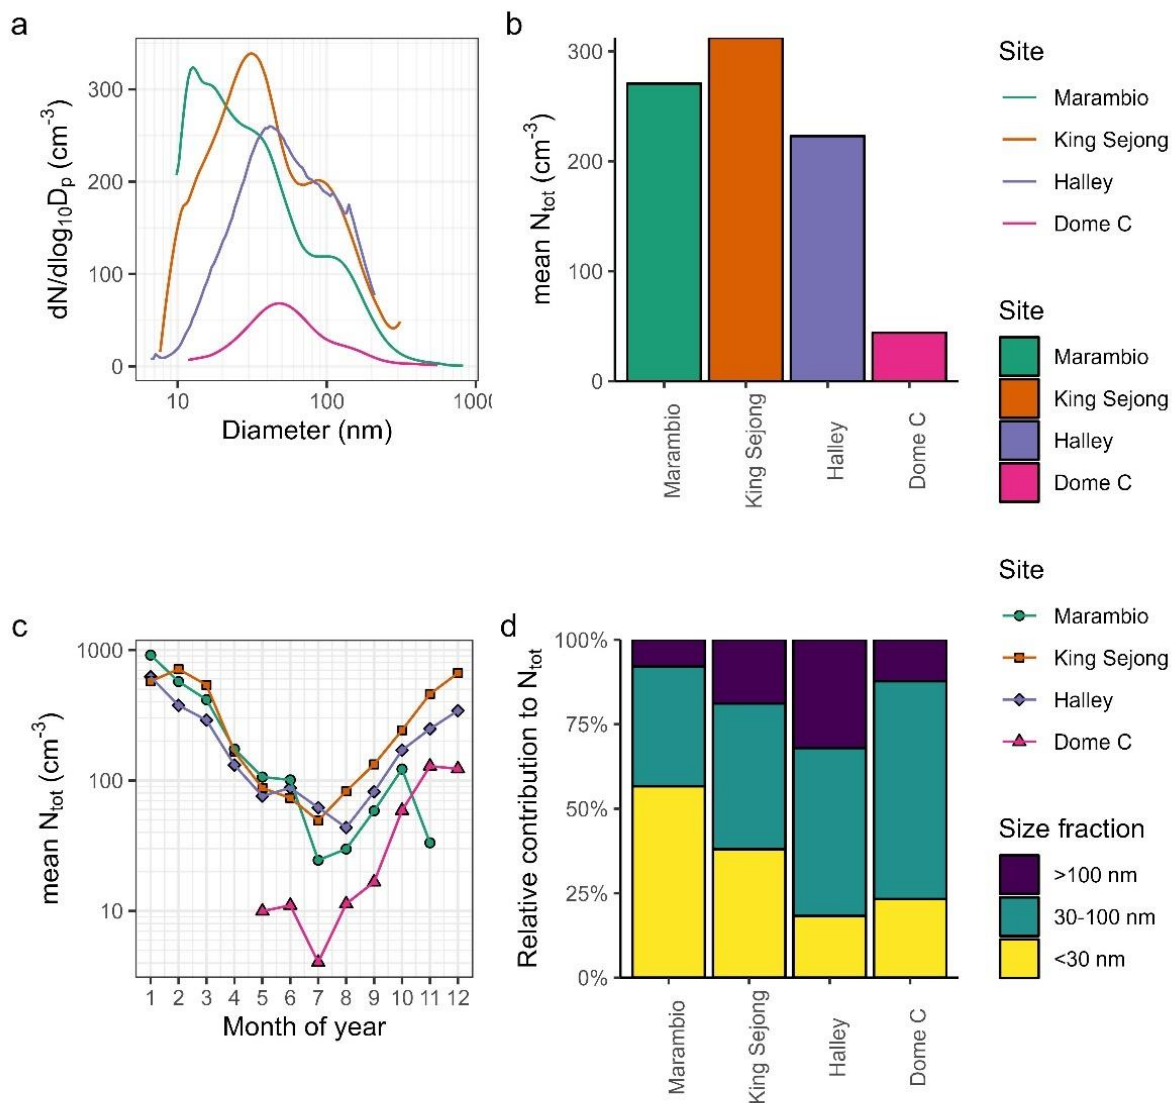 a
300
200
100
0
dN/dlog10Dp (cm-3)
10
100
1000
Diameter (nm)
b
300
200
100
0
mean Ntot (cm-3)
Marambio
King Sejong
Halley
Dome C
Site
Marambio
King Sejong
Halley
Dome C
Site
Marambio
King Sejong
Halley
Dome C
c
1000
100
10
mean Ntot (cm-3)
1 2 3 4 5 6 7 8 9 10 11 12
Month of year
d
100%
75%
50%
25%
0%
Relative contribution to Ntot
Marambio
King Sejong
Halley
Dome C
Site
Marambio
King Sejong
Halley
Dome C
Size fraction
>100 nm
30-100 nm
<30 nm